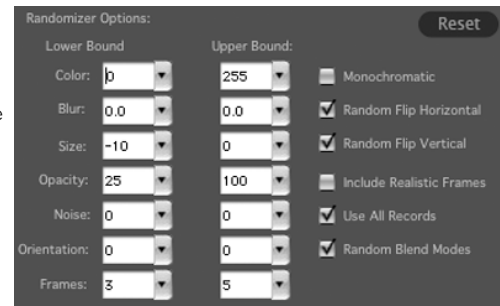 Randomizer Options:
Reset
Lower Bound Upper Bound:
Color: 0 255 Monochromatic
e
Blur: 0.0 0.0 Random Flip Horizontal
Size: -10 0 Random Flip Vertical
Opacity: 25 100 Include Realistic Frames
Noise: 0 0 Use All Records
Orientation: 0 0 Random Blend Modes
Frames: 3 5